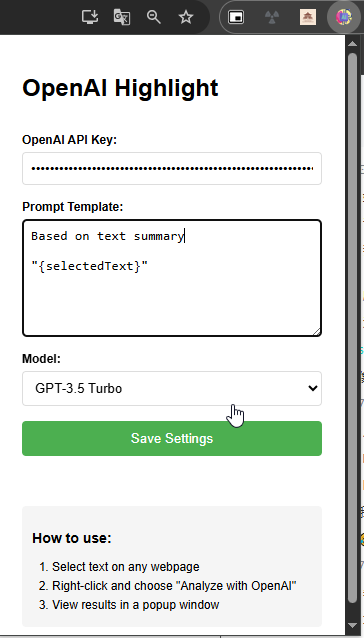 OpenAI Highlight
OpenAI API Key:
Prompt Template:
Based on text summary
"{selectedText}"
Model:
GPT-3.5 Turbo
Save Settings
How to use:
1. Select text on any webpage
2. Right-click and choose "Analyze with OpenAI"
3. View results in a popup window